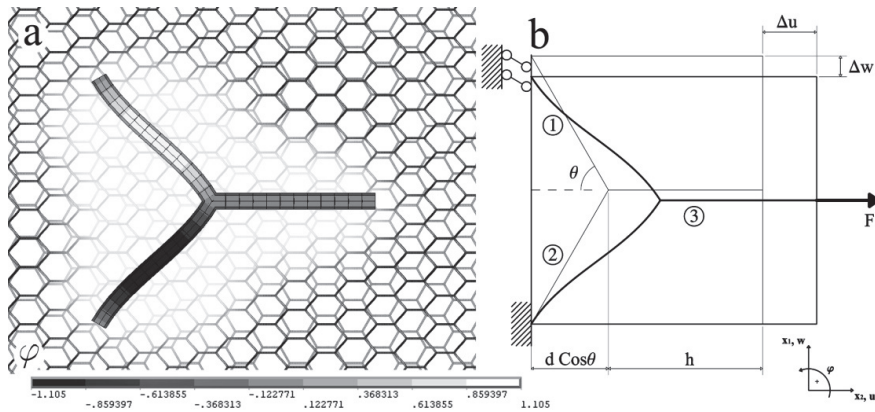 a
φ
-1.105 -.613855 -.122771 .368313 .859397
-.859397 -.368313 .122771 .613855 1.105
b
Δu
Δw
①
θ
②
③
F
d Cosθ
h
x₁, w
φ
+
x₂, u